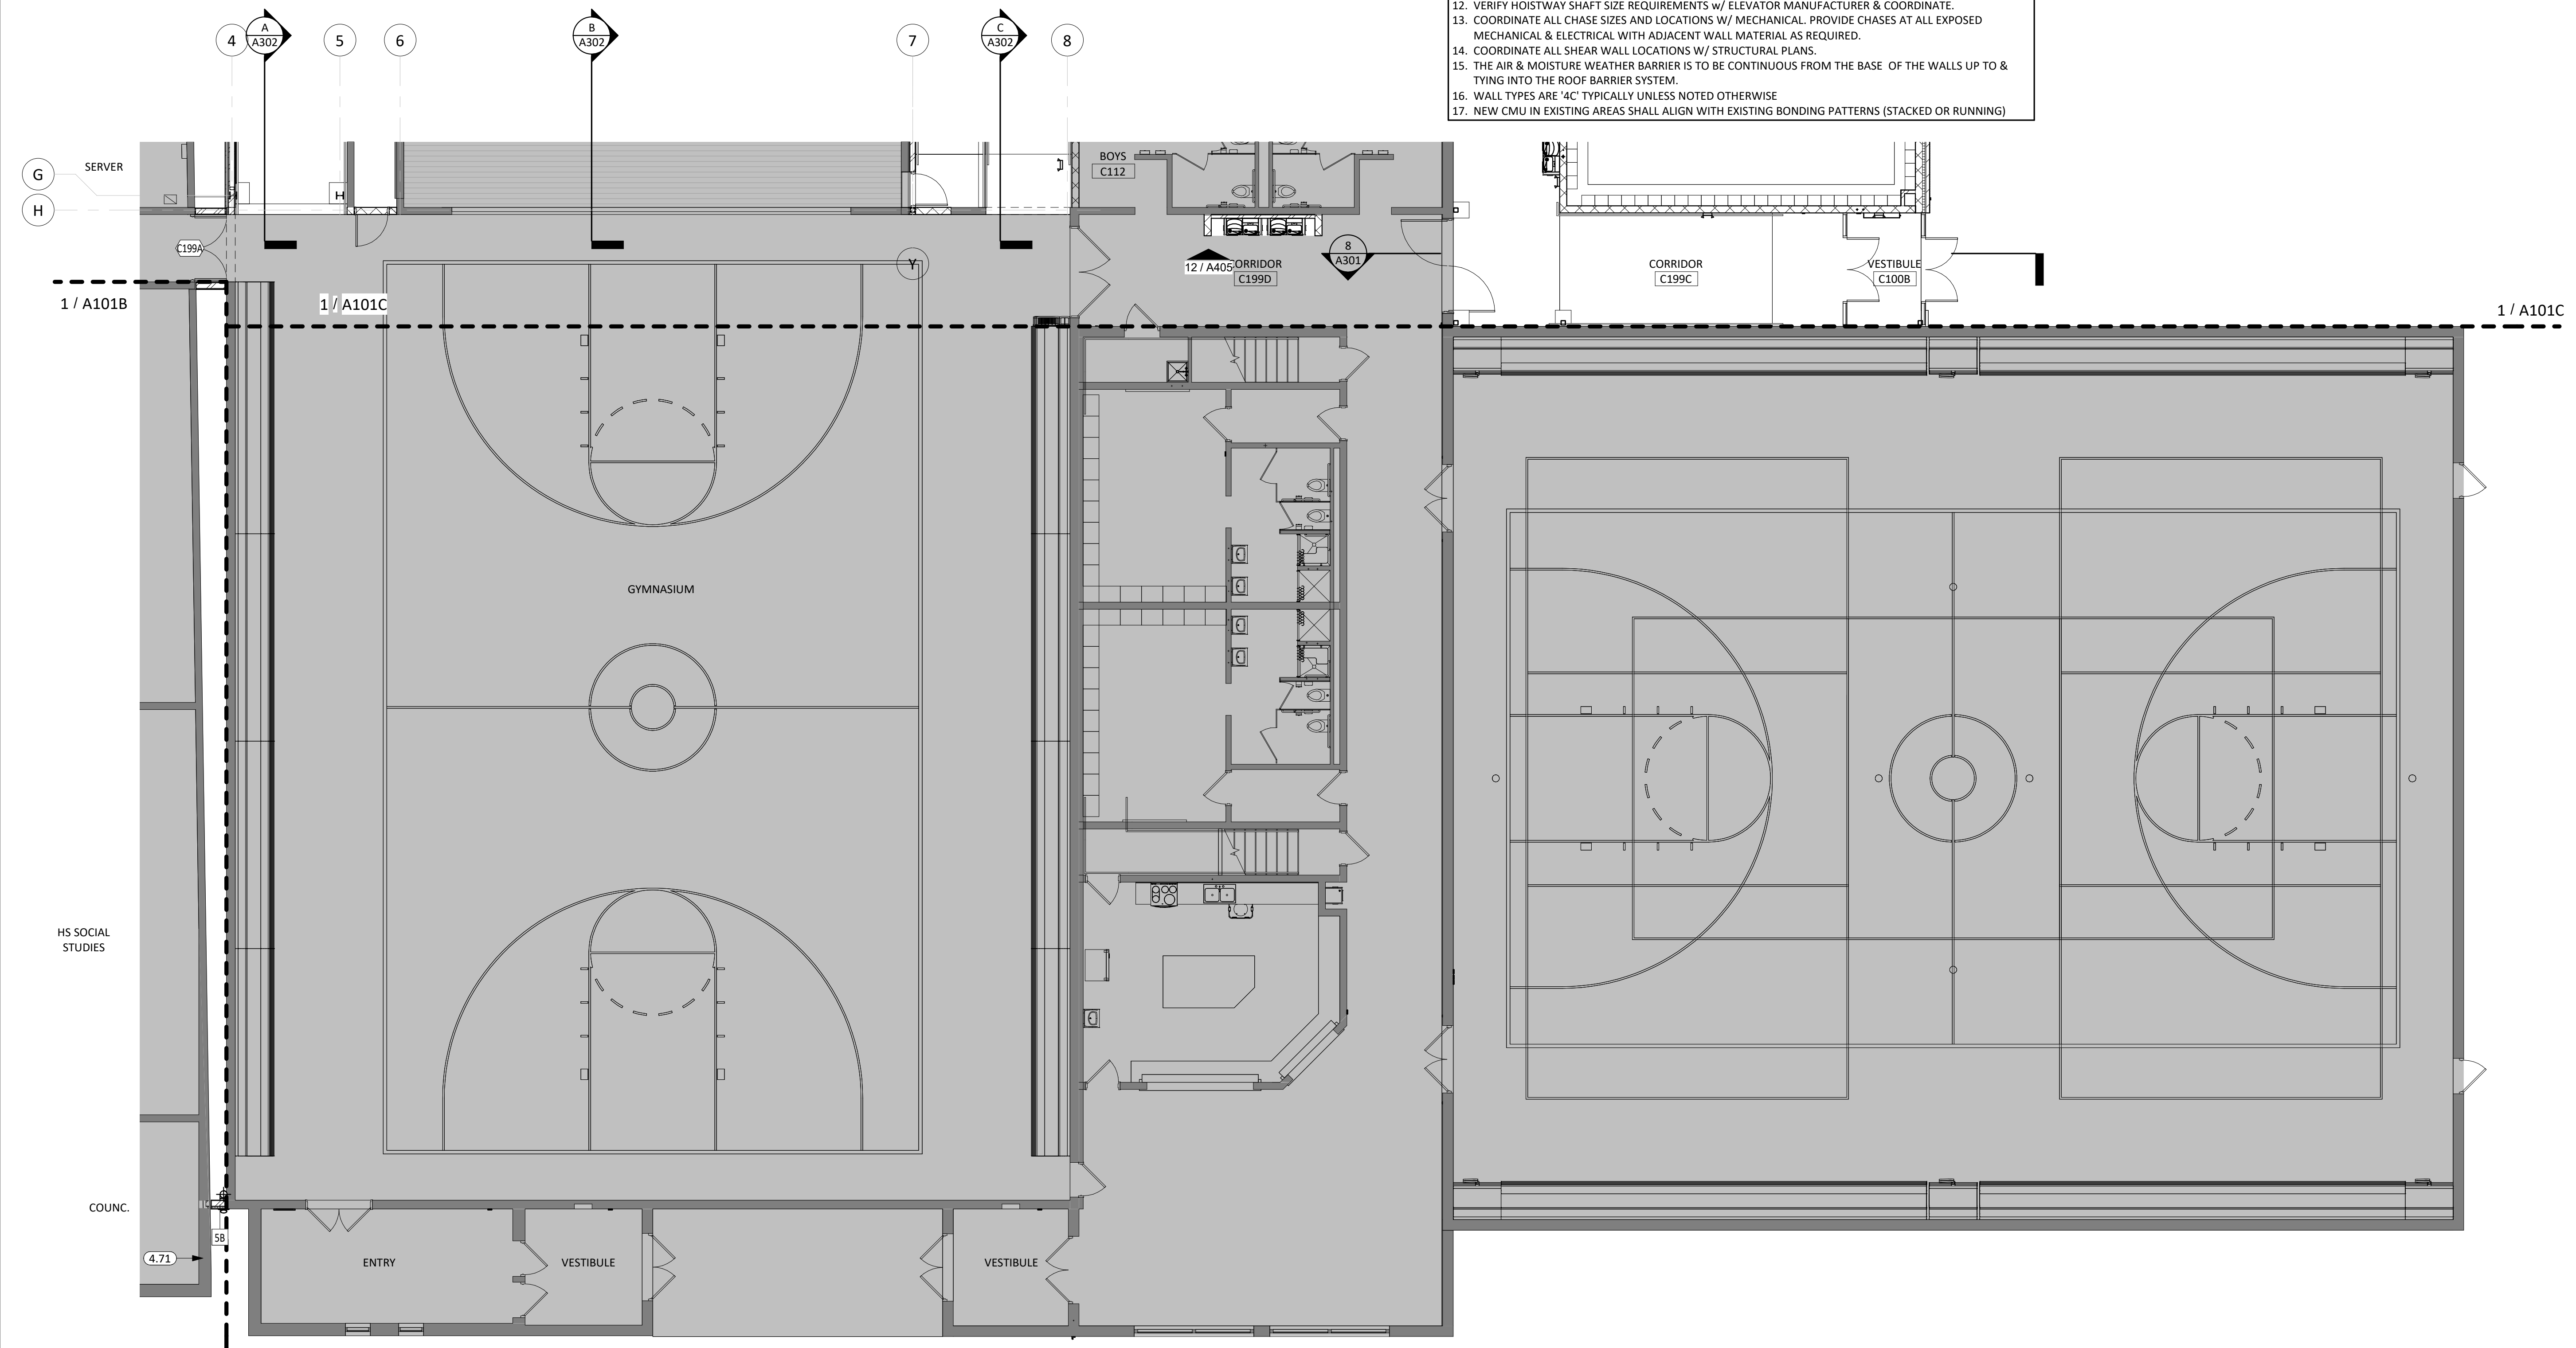 12. VERIFY HOISTWAY SHAFT SIZE REQUIREMENTS w/ ELEVATOR MANUFACTURER & COORDINATE.
13. COORDINATE ALL CHASE SIZES AND LOCATIONS W/ MECHANICAL. PROVIDE CHASES AT ALL EXPOSED
MECHANICAL & ELECTRICAL WITH ADJACENT WALL MATERIAL AS REQUIRED.
14. COORDINATE ALL SHEAR WALL LOCATIONS W/ STRUCTURAL PLANS.
15. THE AIR & MOISTURE WEATHER BARRIER IS TO BE CONTINUOUS FROM THE BASE OF THE WALLS UP TO &
TYING INTO THE ROOF BARRIER SYSTEM.
16. WALL TYPES ARE '4C' TYPICALLY UNLESS NOTED OTHERWISE
17. NEW CMU IN EXISTING AREAS SHALL ALIGN WITH EXISTING BONDING PATTERNS (STACKED OR RUNNING)
4
A
A302
5
6
B
A302
7
C
A302
8
G
SERVER
H
H
BOYS
C112
C199A
Y
12 / A405
CORRIDOR
C199D
8
A301
CORRIDOR
C199C
VESTIBULE
C100B
1 / A101B
1 / A101C
1 / A101C
GYMNASIUM
HS SOCIAL
STUDIES
COUNC.
5B
4.71
ENTRY
VESTIBULE
VESTIBULE